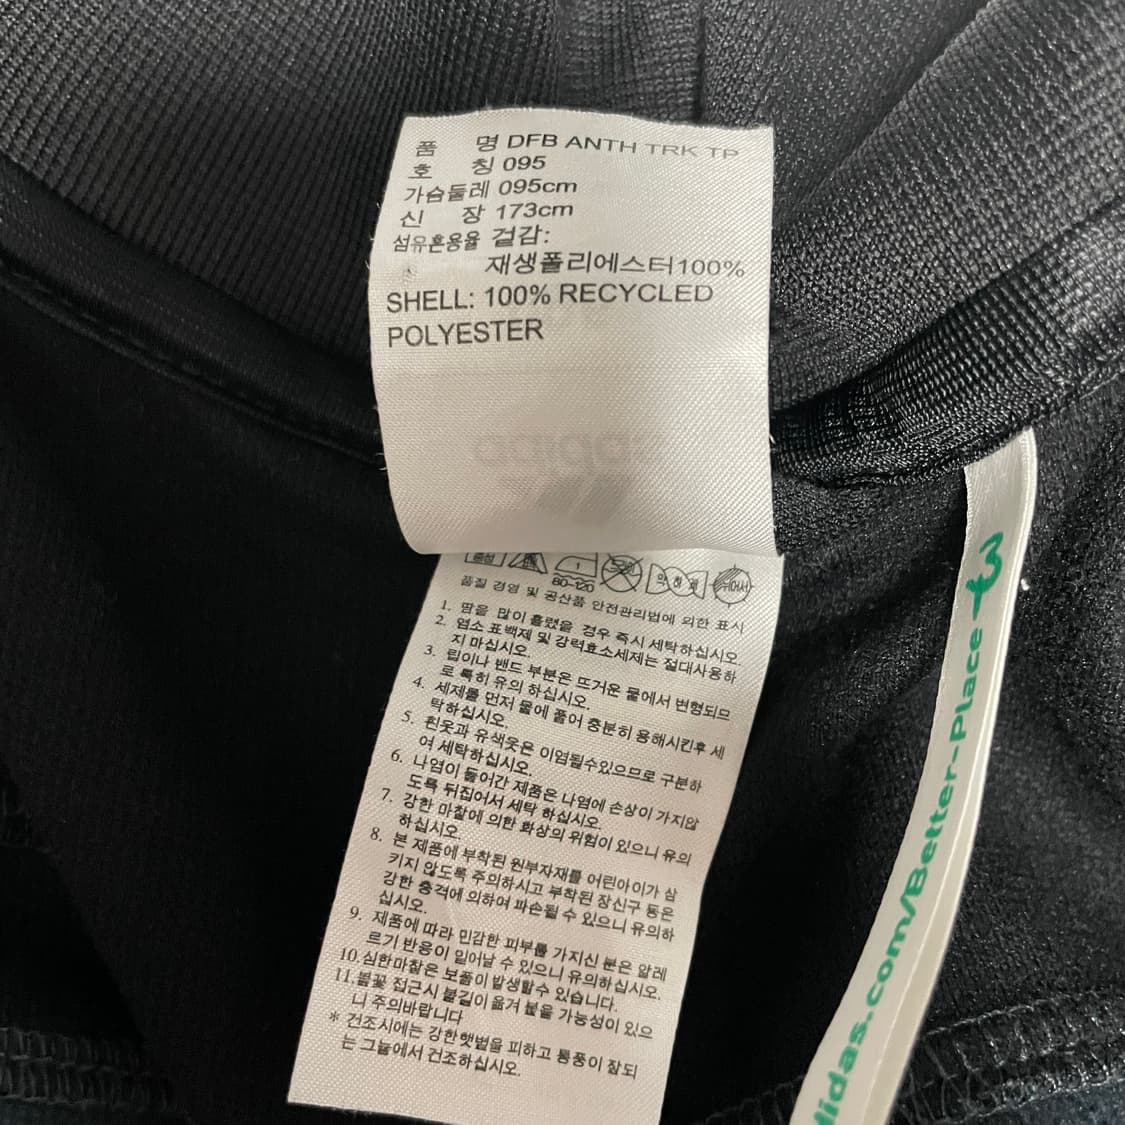 품 명 DFB ANTH TRK TP
호 칭 095
가슴둘레 095cm
신 장 173cm
섬유혼용율 겉감:
재생폴리에스터100%
SHELL: 100% RECYCLED
POLYESTER
adidas
중성 1 80-120 드라이 약하게 뉘어서
품질 경영 및 공산품 안전관리법에 의한 표시
1. 땀을 많이 흘렸을 경우 즉시 세탁하십시오.
2. 염소 표백제 및 강력효소세제는 절대사용하
지 마십시오.
3. 립이나 밴드 부분은 뜨거운 물에서 변형되므
로 특히 유의 하십시오.
4. 세제를 먼저 물에 풀어 충분히 용해시킨후 세
탁하십시오.
5. 흰옷과 유색옷은 이염될수있으므로 구분하
여 세탁하십시오.
6. 나염이 들어간 제품은 나염에 손상이 가지않
도록 뒤집어서 세탁 하십시오.
7. 강한 마찰에 의한 화상의 위험이 있으니 유의
하십시오.
8. 본 제품에 부착된 원부자재를 어린아이가 삼
키지 않도록 주의하시고 부착된 장신구 등은
강한 충격에 의하여 파손될 수 있으니 유의하
십시오.
9. 제품에 따라 민감한 피부를 가지신 분은 알레
르기 반응이 일어날 수 있으니 유의하십시오.
10.심한마찰은 보풀이 발생할수 있습니다.
11.불꽃 접근시 불길이 옮겨 붙을 가능성이 있으
니 주의바랍니다
* 건조시에는 강한햇볕을 피하고 통풍이 잘되
는 그늘에서 건조하십시오.
adidas.com/Better-Place